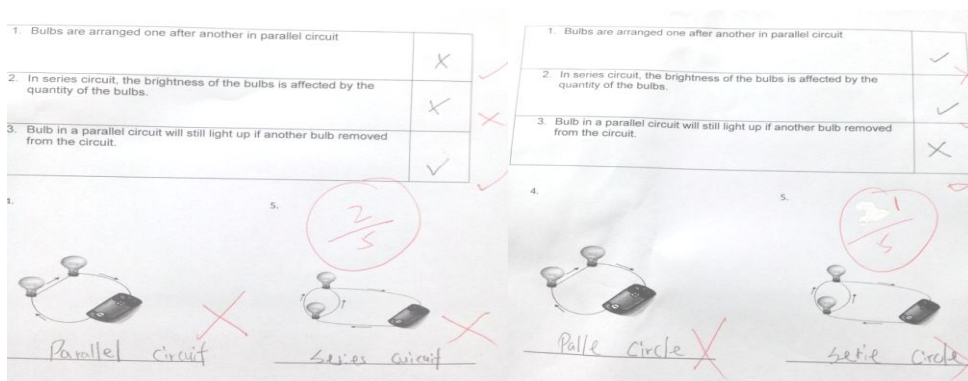 1. Bulbs are arranged one after another in parallel circuit
2. In series circuit, the brightness of the bulbs is affected by the
quantity of the bulbs.
3. Bulb in a parallel circuit will still light up if another bulb removed
from the circuit.
5.
2/5
Parallel circuit
Series cuicuit
1. Bulbs are arranged one after another in parallel circuit
2. In series circuit, the brightness of the bulbs is affected by the
quantity of the bulbs.
3. Bulb in a parallel circuit will still light up if another bulb removed
from the circuit.
4.
5.
1/5
Palle Circle
Serie Circle